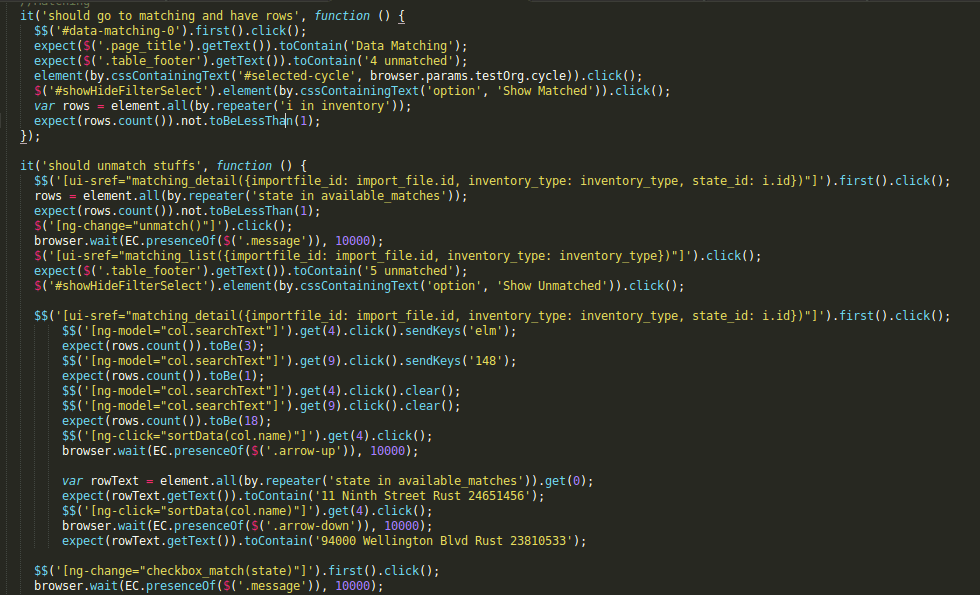 it('should go to matching and have rows', function () {
$$('#data-matching-0').first().click();
expect($('.page_title').getText()).toContain('Data Matching');
expect($('.table_footer').getText()).toContain('4 unmatched');
element(by.cssContainingText('#selected-cycle', browser.params.testOrg.cycle)).click();
$('#showHideFilterSelect').element(by.cssContainingText('option', 'Show Matched')).click();
var rows = element.all(by.repeater('i in inventory'));
expect(rows.count()).not.toBeLessThan(1);
});
it('should unmatch stuffs', function () {
$$('[ui-sref="matching_detail({importfile_id: import_file.id, inventory_type: inventory_type, state_id: i.id})"]').first().click();
rows = element.all(by.repeater('state in available_matches'));
expect(rows.count()).not.toBeLessThan(1);
$('[ng-change="unmatch()"]').click();
browser.wait(EC.presenceOf($('.message')), 10000);
$('[ui-sref="matching_list({importfile_id: import_file.id, inventory_type: inventory_type})"]').click();
expect($('.table_footer').getText()).toContain('5 unmatched');
$('#showHideFilterSelect').element(by.cssContainingText('option', 'Show Unmatched')).click();
$$('[ui-sref="matching_detail({importfile_id: import_file.id, inventory_type: inventory_type, state_id: i.id})"]').first().click();
$$('[ng-model="col.searchText"]').get(4).click().sendKeys('elm');
expect(rows.count()).toBe(3);
$$('[ng-model="col.searchText"]').get(9).click().sendKeys('148');
expect(rows.count()).toBe(1);
$$('[ng-model="col.searchText"]').get(4).click().clear();
$$('[ng-model="col.searchText"]').get(9).click().clear();
expect(rows.count()).toBe(18);
$$('[ng-click="sortData(col.name)"]').get(4).click();
browser.wait(EC.presenceOf($('.arrow-up')), 10000);
var rowText = element.all(by.repeater('state in available_matches')).get(0);
expect(rowText.getText()).toContain('11 Ninth Street Rust 24651456');
$$('[ng-click="sortData(col.name)"]').get(4).click();
browser.wait(EC.presenceOf($('.arrow-down')), 10000);
expect(rowText.getText()).toContain('94000 Wellington Blvd Rust 23810533');
$$('[ng-change="checkbox_match(state)"]').first().click();
browser.wait(EC.presenceOf($('.message')), 10000);